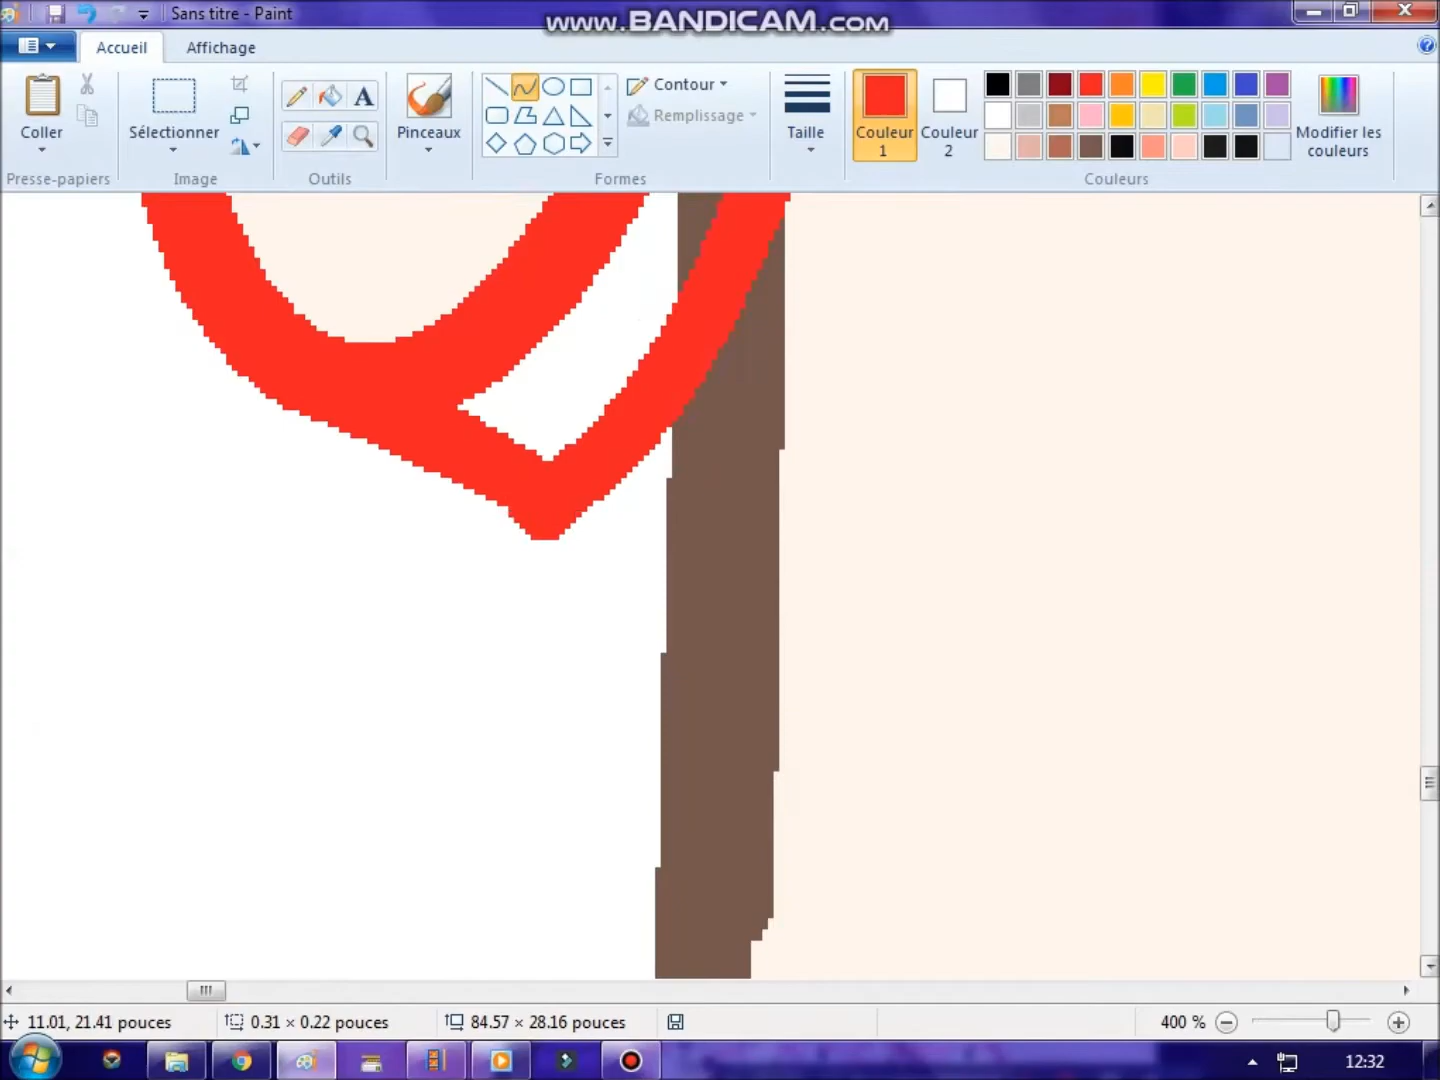 Sans titre - Paint
www.BANDICAM.com
Accueil
Affichage
Coller
Sélectionner
Pinceaux
Contour
Remplissage
Taille
Couleur
1
Couleur
2
Modifier les
couleurs
Presse-papiers
Image
Outils
Formes
Couleurs
11.01, 21.41 pouces
0.31 × 0.22 pouces
84.57 × 28.16 pouces
400 %
12:32